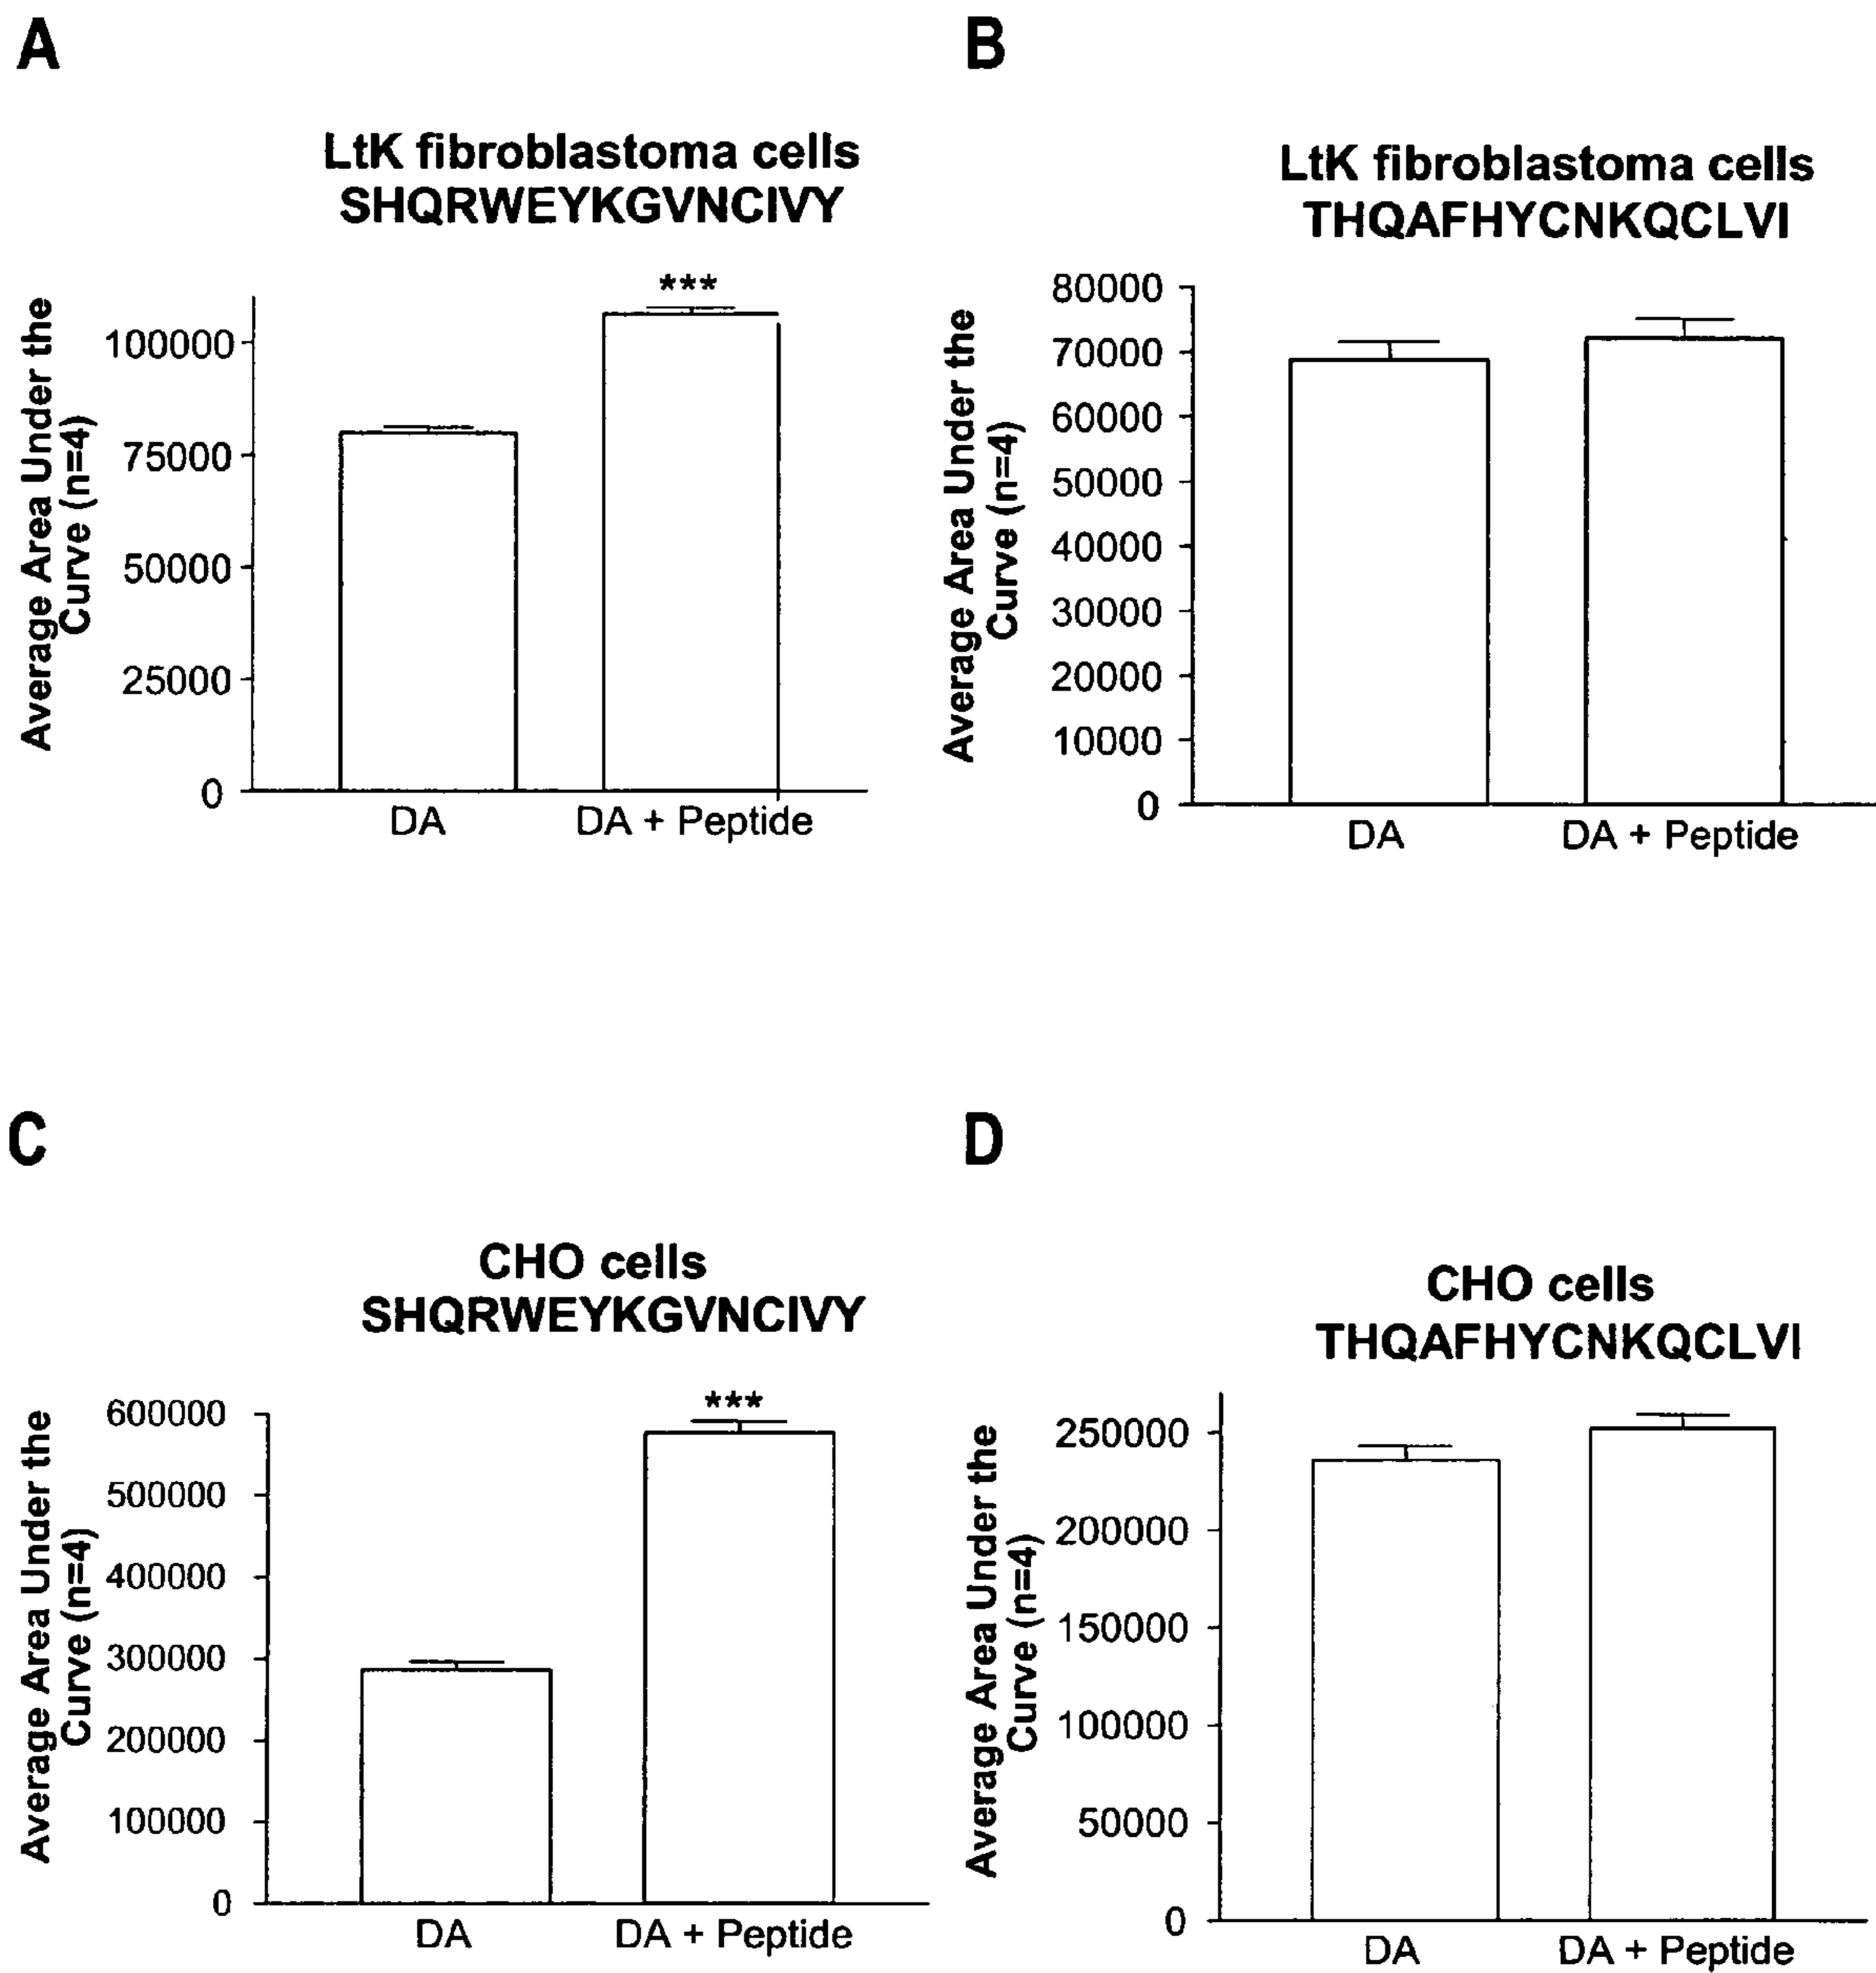 A
LtK fibroblastoma cells
SHQRWEYKGVNCIVY
***
Average Area Under the
Curve (n=4)
100000
75000
50000
25000
0
DA
DA + Peptide
B
LtK fibroblastoma cells
THQAFHYCNKQCLVI
Average Area Under the
Curve (n=4)
80000
70000
60000
50000
40000
30000
20000
10000
0
DA
DA + Peptide
C
CHO cells
SHQRWEYKGVNCIVY
***
Average Area Under the
Curve (n=4)
600000
500000
400000
300000
200000
100000
0
DA
DA + Peptide
D
CHO cells
THQAFHYCNKQCLVI
Average Area Under the
Curve (n=4)
250000
200000
150000
100000
50000
0
DA
DA + Peptide